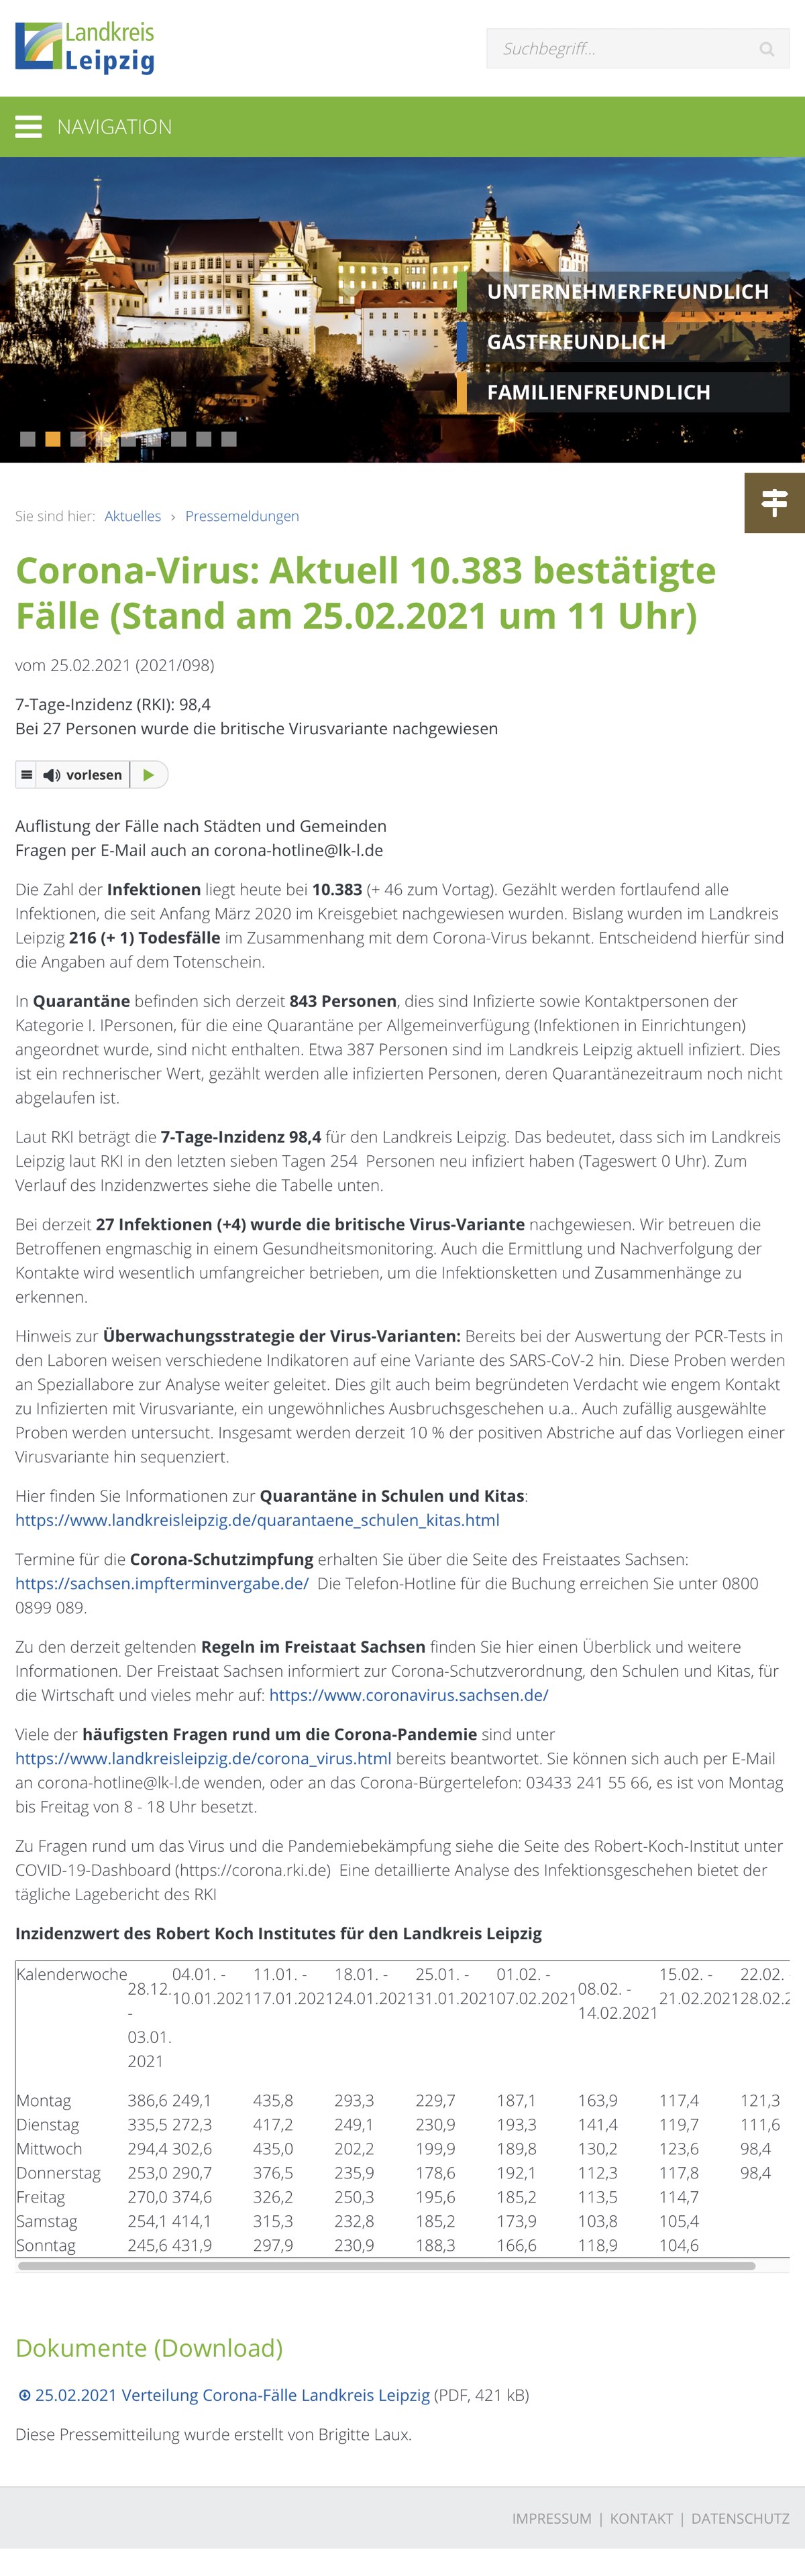 Landkreis
Leipzig
Suchbegriff...
NAVIGATION
UNTERNEHMERFREUNDLICH
GASTFREUNDLICH
FAMILIENFREUNDLICH
Sie sind hier: Aktuelles › Pressemeldungen
Corona-Virus: Aktuell 10.383 bestätigte
Fälle (Stand am 25.02.2021 um 11 Uhr)
vom 25.02.2021 (2021/098)
7-Tage-Inzidenz (RKI): 98,4
Bei 27 Personen wurde die britische Virusvariante nachgewiesen
vorlesen
Auflistung der Fälle nach Städten und Gemeinden
Fragen per E-Mail auch an corona-hotline@lk-l.de
Die Zahl der Infektionen liegt heute bei 10.383 (+ 46 zum Vortag). Gezählt werden fortlaufend alle
Infektionen, die seit Anfang März 2020 im Kreisgebiet nachgewiesen wurden. Bislang wurden im Landkreis
Leipzig 216 (+ 1) Todesfälle im Zusammenhang mit dem Corona-Virus bekannt. Entscheidend hierfür sind
die Angaben auf dem Totenschein.
In Quarantäne befinden sich derzeit 843 Personen, dies sind Infizierte sowie Kontaktpersonen der
Kategorie I. IPersonen, für die eine Quarantäne per Allgemeinverfügung (Infektionen in Einrichtungen)
angeordnet wurde, sind nicht enthalten. Etwa 387 Personen sind im Landkreis Leipzig aktuell infiziert. Dies
ist ein rechnerischer Wert, gezählt werden alle infizierten Personen, deren Quarantänezeitraum noch nicht
abgelaufen ist.
Laut RKI beträgt die 7-Tage-Inzidenz 98,4 für den Landkreis Leipzig. Das bedeutet, dass sich im Landkreis
Leipzig laut RKI in den letzten sieben Tagen 254 Personen neu infiziert haben (Tageswert 0 Uhr). Zum
Verlauf des Inzidenzwertes siehe die Tabelle unten.
Bei derzeit 27 Infektionen (+4) wurde die britische Virus-Variante nachgewiesen. Wir betreuen die
Betroffenen engmaschig in einem Gesundheitsmonitoring. Auch die Ermittlung und Nachverfolgung der
Kontakte wird wesentlich umfangreicher betrieben, um die Infektionsketten und Zusammenhänge zu
erkennen.
Hinweis zur Überwachungsstrategie der Virus-Varianten: Bereits bei der Auswertung der PCR-Tests in
den Laboren weisen verschiedene Indikatoren auf eine Variante des SARS-CoV-2 hin. Diese Proben werden
an Speziallabore zur Analyse weiter geleitet. Dies gilt auch beim begründeten Verdacht wie engem Kontakt
zu Infizierten mit Virusvariante, ein ungewöhnliches Ausbruchsgeschehen u.a.. Auch zufällig ausgewählte
Proben werden untersucht. Insgesamt werden derzeit 10 % der positiven Abstriche auf das Vorliegen einer
Virusvariante hin sequenziert.
Hier finden Sie Informationen zur Quarantäne in Schulen und Kitas:
https://www.landkreisleipzig.de/quarantaene_schulen_kitas.html
Termine für die Corona-Schutzimpfung erhalten Sie über die Seite des Freistaates Sachsen:
https://sachsen.impfterminvergabe.de/ Die Telefon-Hotline für die Buchung erreichen Sie unter 0800
0899 089.
Zu den derzeit geltenden Regeln im Freistaat Sachsen finden Sie hier einen Überblick und weitere
Informationen. Der Freistaat Sachsen informiert zur Corona-Schutzverordnung, den Schulen und Kitas, für
die Wirtschaft und vieles mehr auf: https://www.coronavirus.sachsen.de/
Viele der häufigsten Fragen rund um die Corona-Pandemie sind unter
https://www.landkreisleipzig.de/corona_virus.html bereits beantwortet. Sie können sich auch per E-Mail
an corona-hotline@lk-l.de wenden, oder an das Corona-Bürgertelefon: 03433 241 55 66, es ist von Montag
bis Freitag von 8 - 18 Uhr besetzt.
Zu Fragen rund um das Virus und die Pandemiebekämpfung siehe die Seite des Robert-Koch-Institut unter
COVID-19-Dashboard (https://corona.rki.de) Eine detaillierte Analyse des Infektionsgeschehen bietet der
tägliche Lagebericht des RKI
Inzidenzwert des Robert Koch Institutes für den Landkreis Leipzig
Kalenderwoche 28.12. - 03.01. 2021 04.01. - 10.01.2021 11.01. - 17.01.2021 18.01. - 24.01.2021 25.01. - 31.01.2021 01.02. - 07.02.2021 08.02. - 14.02.2021 15.02. - 21.02.2021 22.02. - 28.02.2
Montag 386,6 249,1 435,8 293,3 229,7 187,1 163,9 117,4 121,3
Dienstag 335,5 272,3 417,2 249,1 230,9 193,3 141,4 119,7 111,6
Mittwoch 294,4 302,6 435,0 202,2 199,9 189,8 130,2 123,6 98,4
Donnerstag 253,0 290,7 376,5 235,9 178,6 192,1 112,3 117,8 98,4
Freitag 270,0 374,6 326,2 250,3 195,6 185,2 113,5 114,7
Samstag 254,1 414,1 315,3 232,8 185,2 173,9 103,8 105,4
Sonntag 245,6 431,9 297,9 230,9 188,3 166,6 118,9 104,6
Dokumente (Download)
25.02.2021 Verteilung Corona-Fälle Landkreis Leipzig (PDF, 421 kB)
Diese Pressemitteilung wurde erstellt von Brigitte Laux.
IMPRESSUM | KONTAKT | DATENSCHUTZ